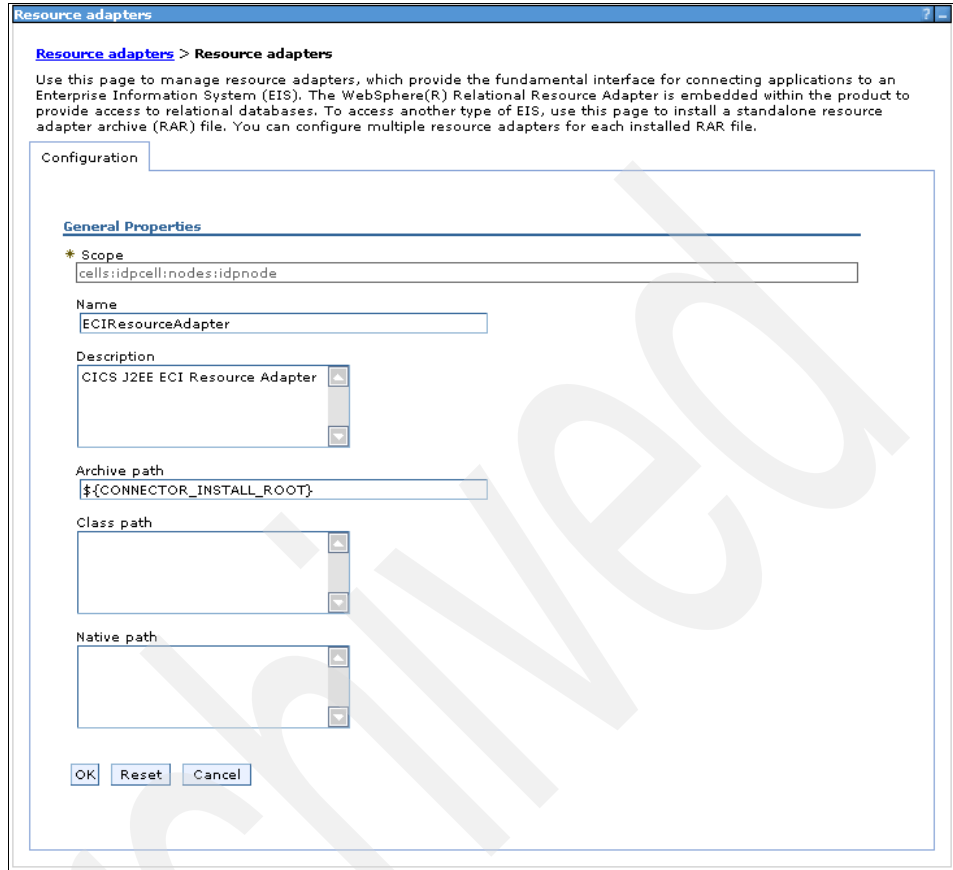 Resource adapters ? _
Resource adapters > Resource adapters
Use this page to manage resource adapters, which provide the fundamental interface for connecting applications to an
Enterprise Information System (EIS). The WebSphere(R) Relational Resource Adapter is embedded within the product to
provide access to relational databases. To access another type of EIS, use this page to install a standalone resource
adapter archive (RAR) file. You can configure multiple resource adapters for each installed RAR file.
Configuration
General Properties
* Scope
cells:idpcell:nodes:idpnode
Name
ECIResourceAdapter
Description
CICS J2EE ECI Resource Adapter
Archive path
${CONNECTOR_INSTALL_ROOT}
Class path
Native path
OK Reset Cancel
hived